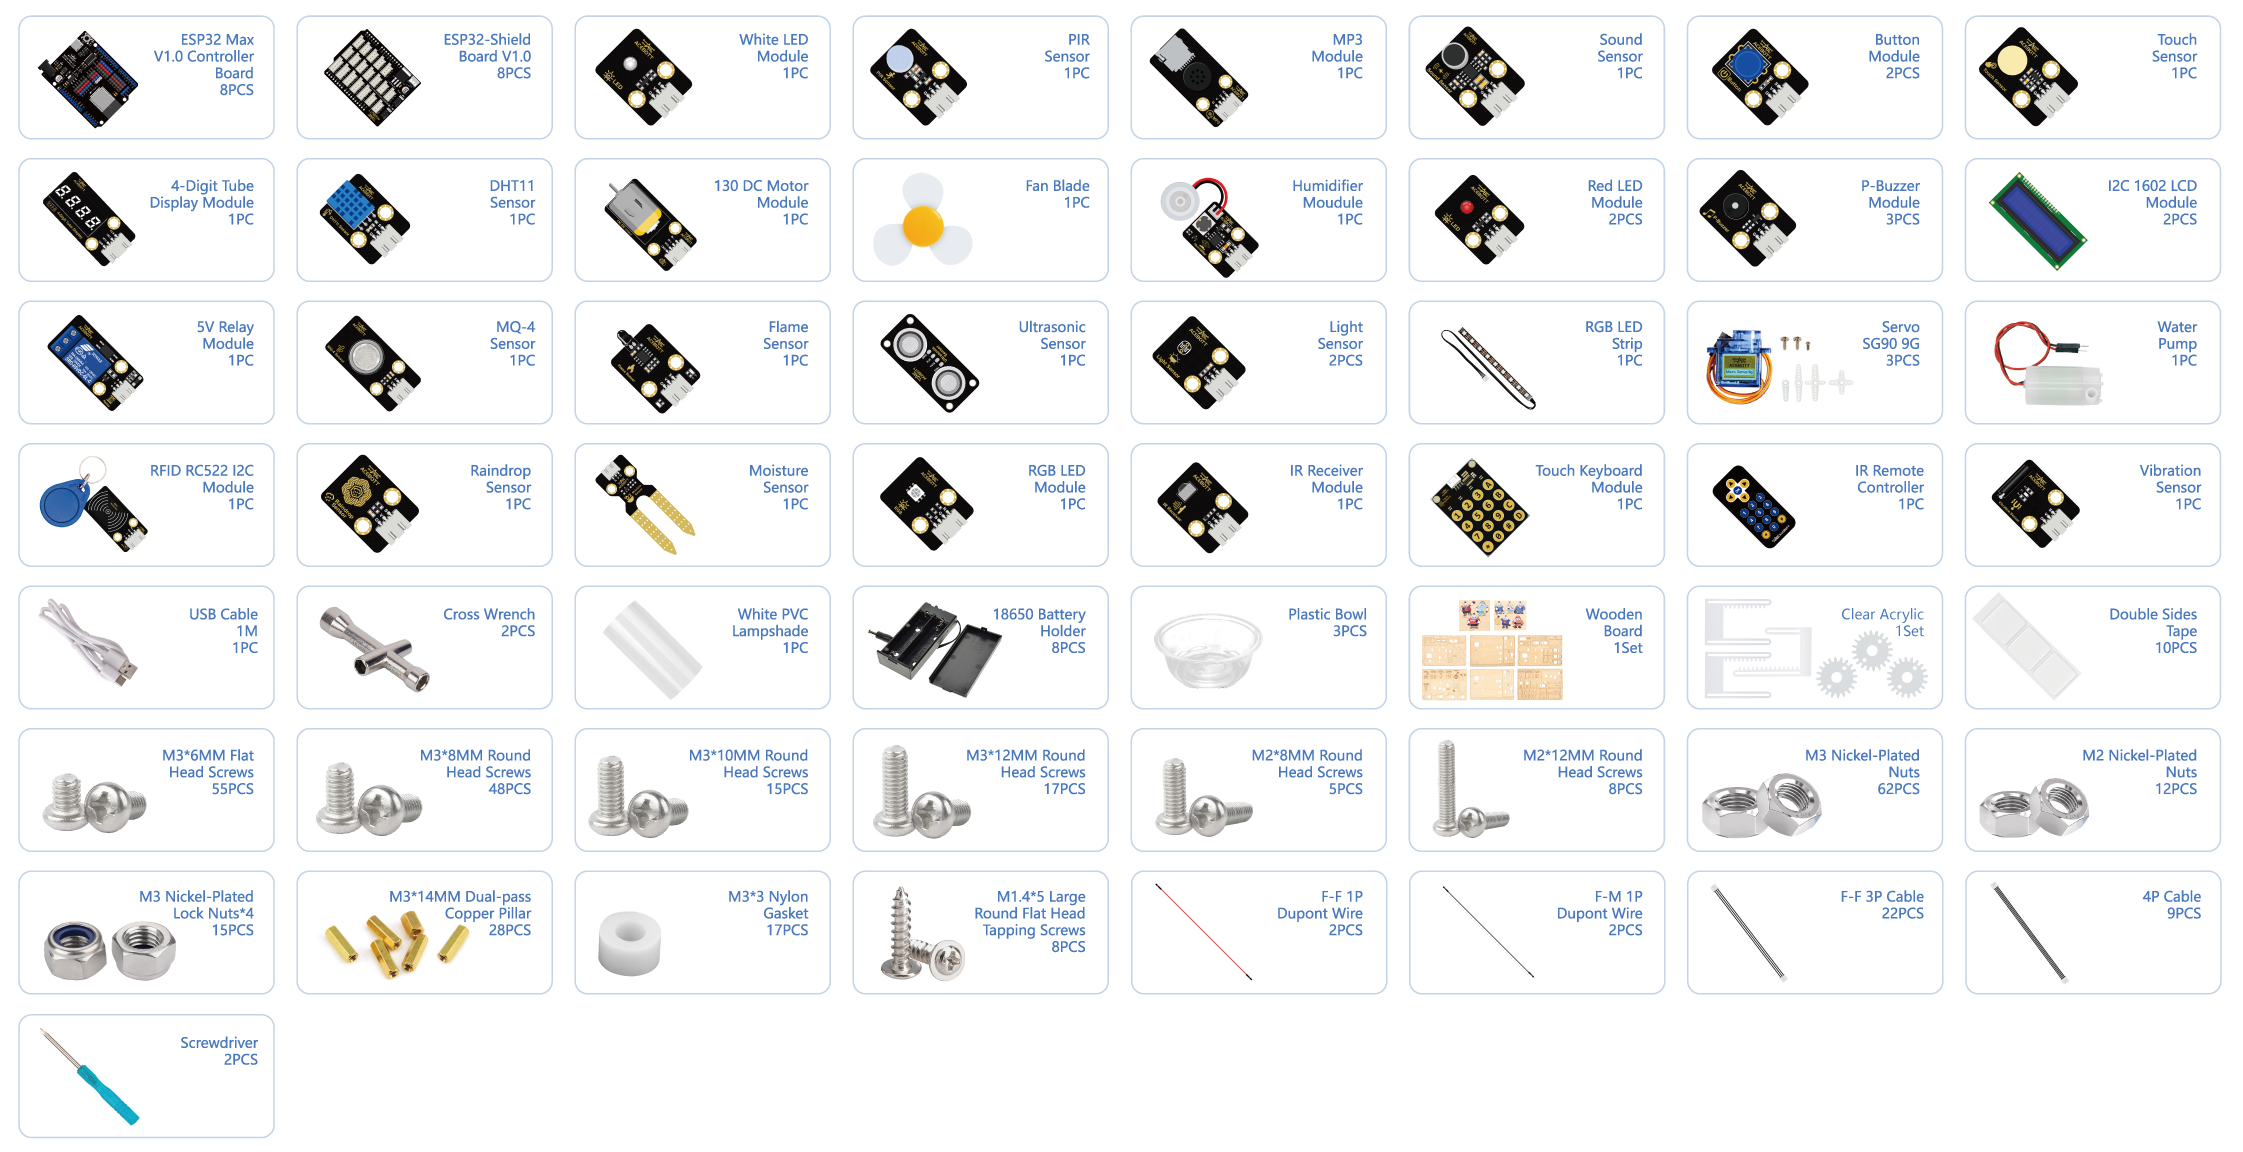 ESP32 Max
V1.0 Controller
Board
8PCS
ESP32-Shield
Board V1.0
8PCS
White LED
Module
1PC
PIR
Sensor
1PC
MP3
Module
1PC
Sound
Sensor
1PC
Button
Module
2PCS
Touch
Sensor
1PC
4-Digit Tube
Display Module
1PC
DHT11
Sensor
1PC
130 DC Motor
Module
1PC
Fan Blade
1PC
Humidifier
Moudule
1PC
Red LED
Module
2PCS
P-Buzzer
Module
3PCS
I2C 1602 LCD
Module
2PCS
5V Relay
Module
1PC
MQ-4
Sensor
1PC
Flame
Sensor
1PC
Ultrasonic
Sensor
1PC
Light
Sensor
2PCS
RGB LED
Strip
1PC
Servo
SG90 9G
3PCS
Water
Pump
1PC
RFID RC522 I2C
Module
1PC
Raindrop
Sensor
1PC
Moisture
Sensor
1PC
RGB LED
Module
1PC
IR Receiver
Module
1PC
Touch Keyboard
Module
1PC
IR Remote
Controller
1PC
Vibration
Sensor
1PC
USB Cable
1M
1PC
Cross Wrench
2PCS
White PVC
Lampshade
1PC
18650 Battery
Holder
8PCS
Plastic Bowl
3PCS
Wooden
Board
1Set
Clear Acrylic
1Set
Double Sides
Tape
10PCS
M3*6MM Flat
Head Screws
55PCS
M3*8MM Round
Head Screws
48PCS
M3*10MM Round
Head Screws
15PCS
M3*12MM Round
Head Screws
17PCS
M2*8MM Round
Head Screws
5PCS
M2*12MM Round
Head Screws
8PCS
M3 Nickel-Plated
Nuts
62PCS
M2 Nickel-Plated
Nuts
12PCS
M3 Nickel-Plated
Lock Nuts*4
15PCS
M3*14MM Dual-pass
Copper Pillar
28PCS
M3*3 Nylon
Gasket
17PCS
M1.4*5 Large
Round Flat Head
Tapping Screws
8PCS
F-F 1P
Dupont Wire
2PCS
F-M 1P
Dupont Wire
2PCS
F-F 3P Cable
22PCS
4P Cable
9PCS
Screwdriver
2PCS